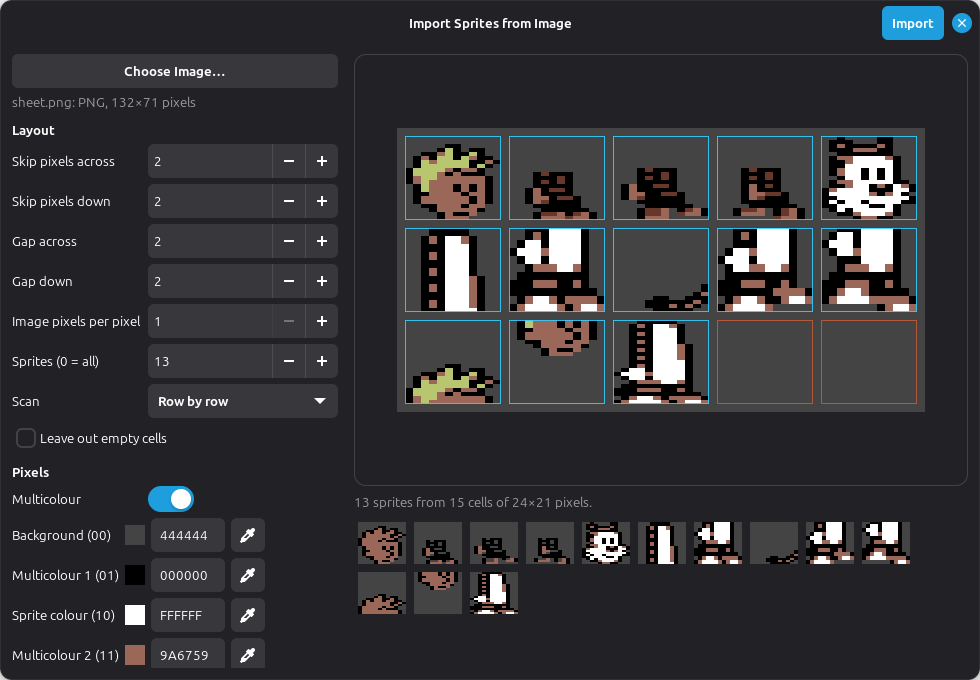 Import Sprites from Image
Import
Choose Image...
sheet.png: PNG, 132×71 pixels
Layout
Skip pixels across 2
Skip pixels down 2
Gap across 2
Gap down 2
Image pixels per pixel 1
Sprites (0 = all) 13
Scan Row by row
Leave out empty cells
Pixels
Multicolour
Background (00) 444444
Multicolour 1 (01) 000000
Sprite colour (10) FFFFFF
Multicolour 2 (11) 9A6759
13 sprites from 15 cells of 24×21 pixels.